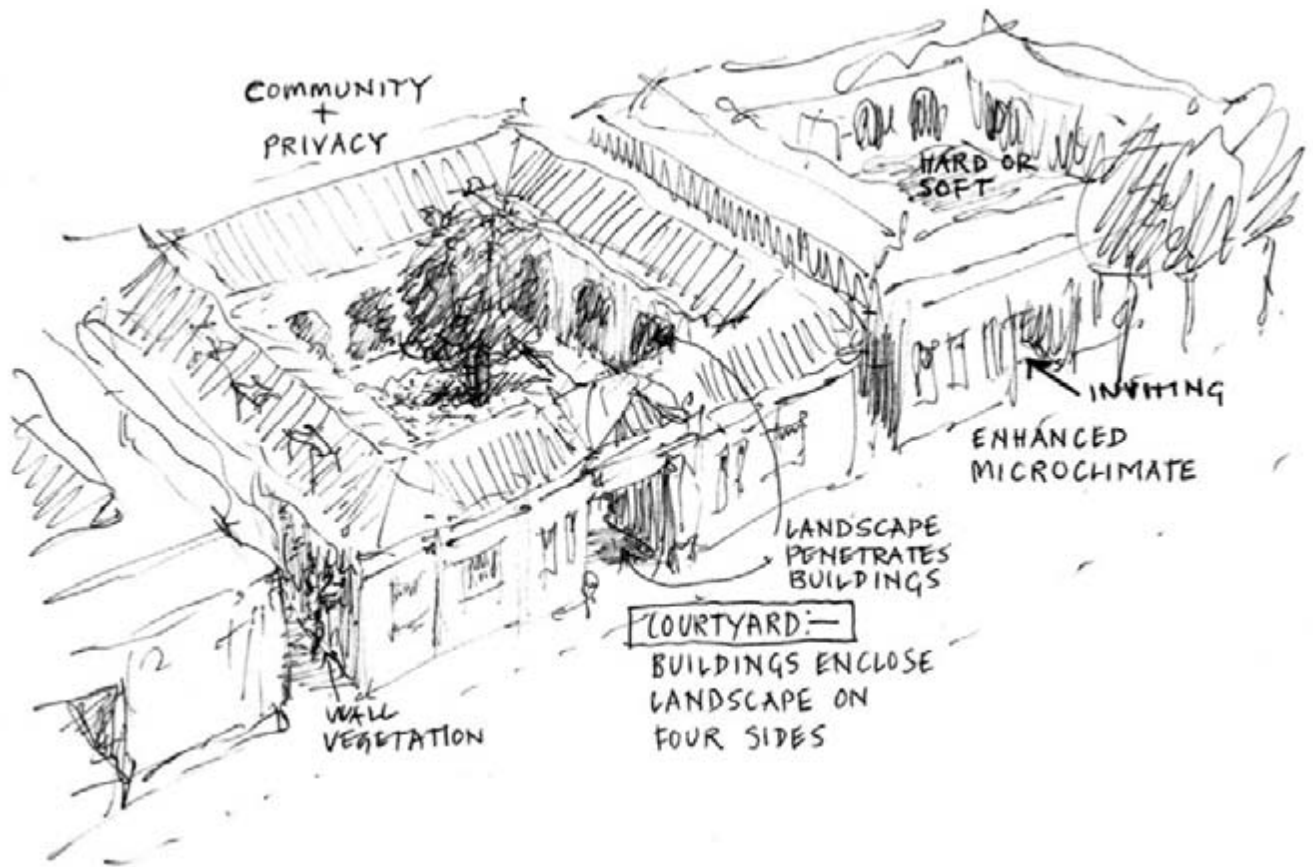 COMMUNITY
+
PRIVACY
HARD OR
SOFT
INVITING
ENHANCED
MICROCLIMATE
LANDSCAPE
PENETRATES
BUILDINGS
COURTYARD:—
BUILDINGS ENCLOSE
LANDSCAPE ON
FOUR SIDES
WALL
VEGETATION